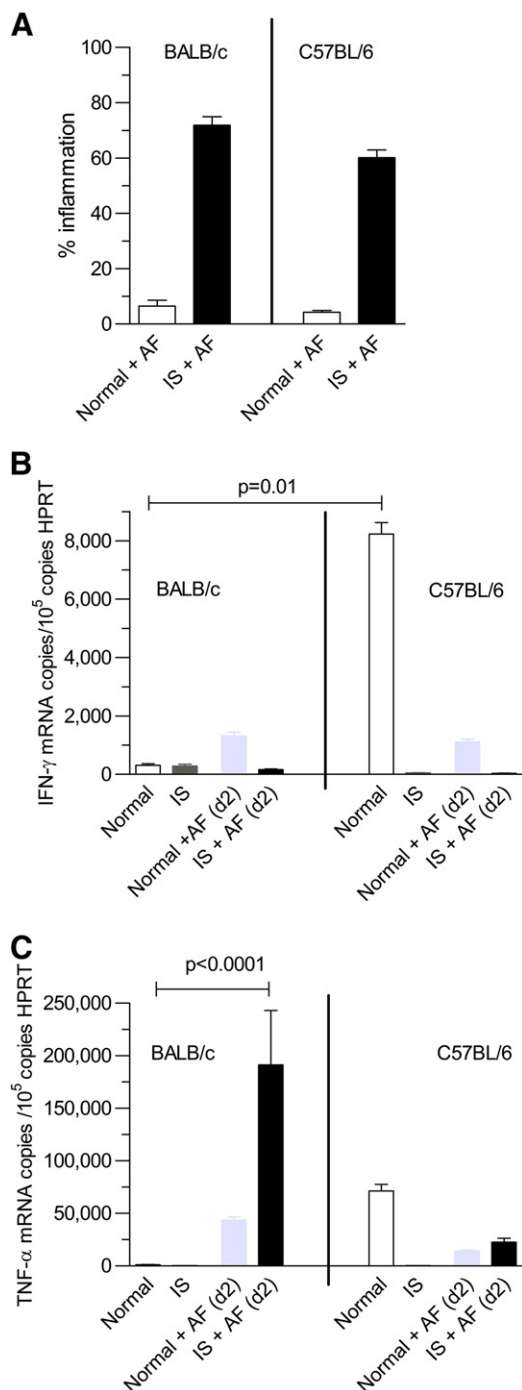 A
BALB/c
C57BL/6
% inflammation
100
80
60
40
20
0
Normal + AF
IS + AF
Normal + AF
IS + AF
B
p=0.01
IFN-γ mRNA copies/10⁵ copies HPRT
8,000
6,000
4,000
2,000
0
BALB/c
C57BL/6
Normal
IS
Normal +AF (d2)
IS + AF (d2)
Normal
IS
Normal +AF (d2)
IS + AF (d2)
C
p<0.0001
TNF-α mRNA copies /10⁵ copies HPRT
250,000
200,000
150,000
100,000
50,000
0
BALB/c
C57BL/6
Normal
IS
Normal + AF (d2)
IS + AF (d2)
Normal
IS
Normal + AF (d2)
IS + AF (d2)